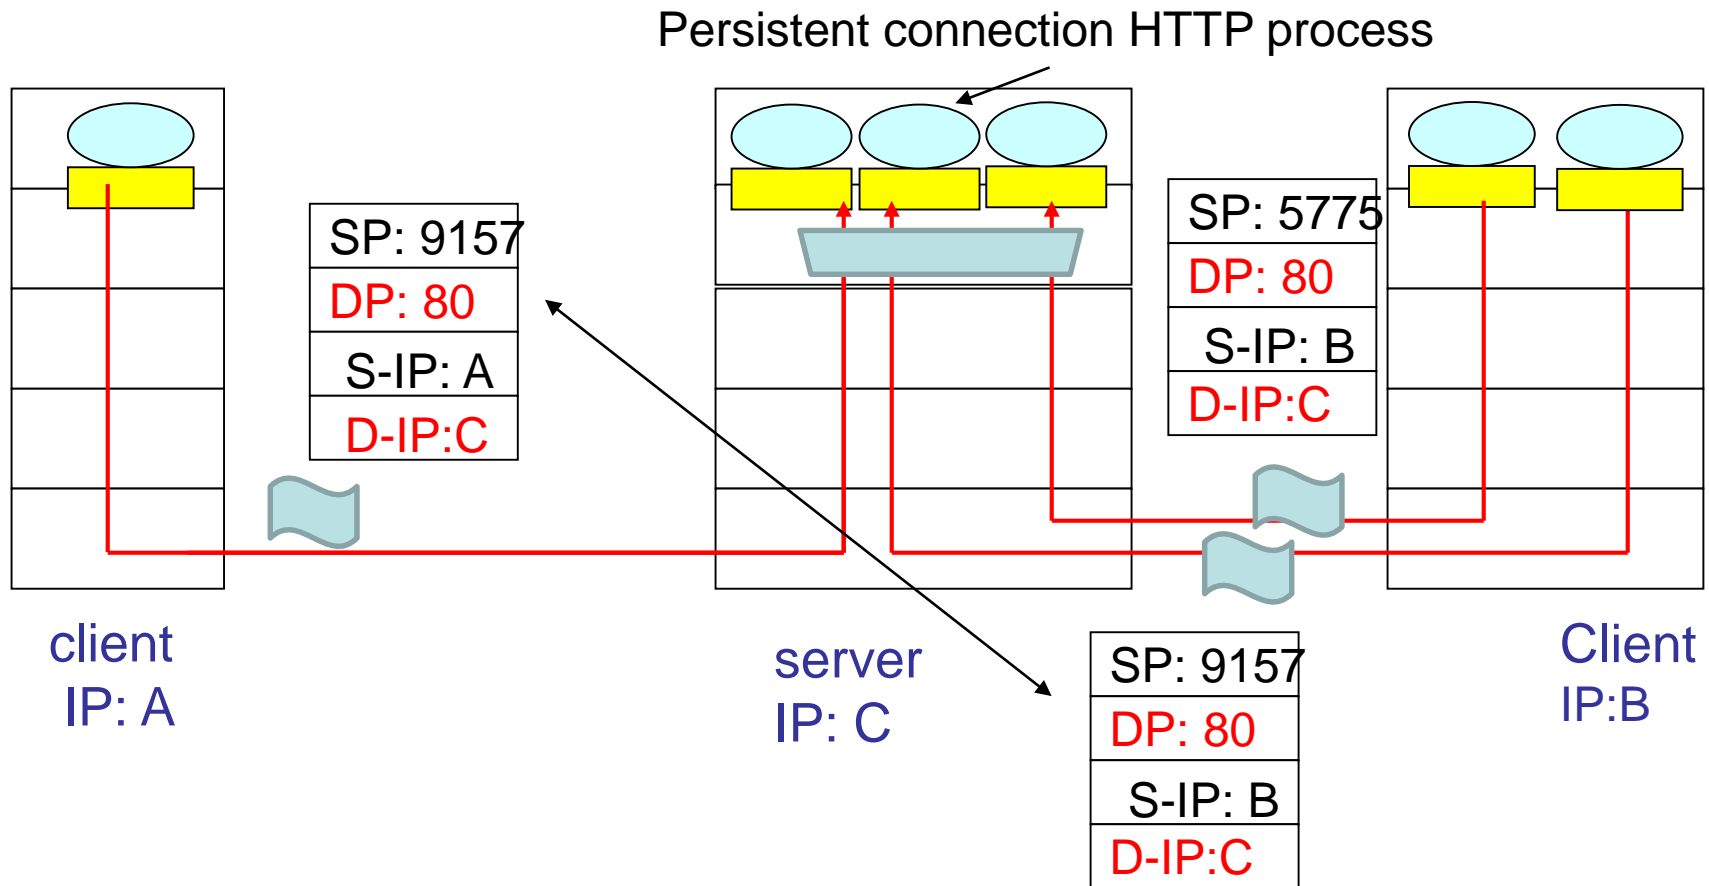 Persistent connection HTTP process
SP: 9157
DP: 80
S-IP: A
D-IP:C
SP: 5775
DP: 80
S-IP: B
D-IP:C
client
IP: A
server
IP: C
SP: 9157
DP: 80
S-IP: B
D-IP:C
Client
IP:B